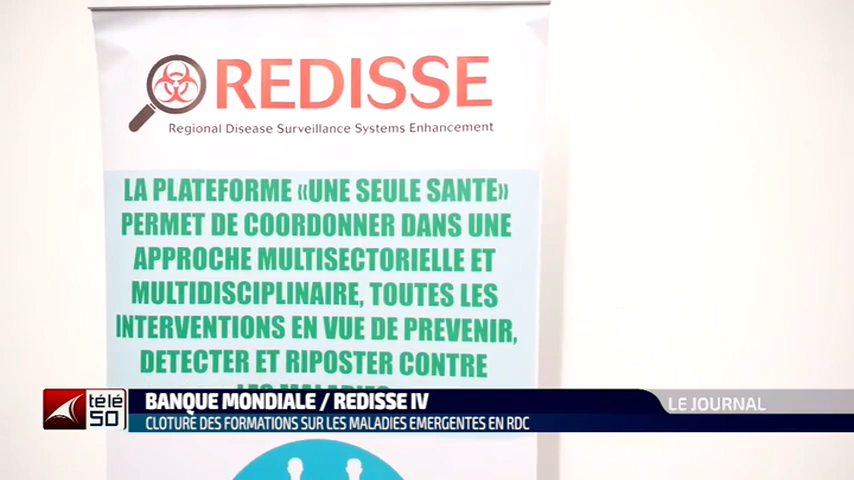 REDISSE
Regional Disease Surveillance Systems Enhancement
LA PLATEFORME «UNE SEULE SANTE»
PERMET DE COORDONNER DANS UNE
APPROCHE MULTISECTORIELLE ET
MULTIDISCIPLINAIRE, TOUTES LES
INTERVENTIONS EN VUE DE PREVENIR,
DETECTER ET RIPOSTER CONTRE
LES MALADIES
télé
50
BANQUE MONDIALE / REDISSE IV
LE JOURNAL
CLOTURE DES FORMATIONS SUR LES MALADIES EMERGENTES EN RDC